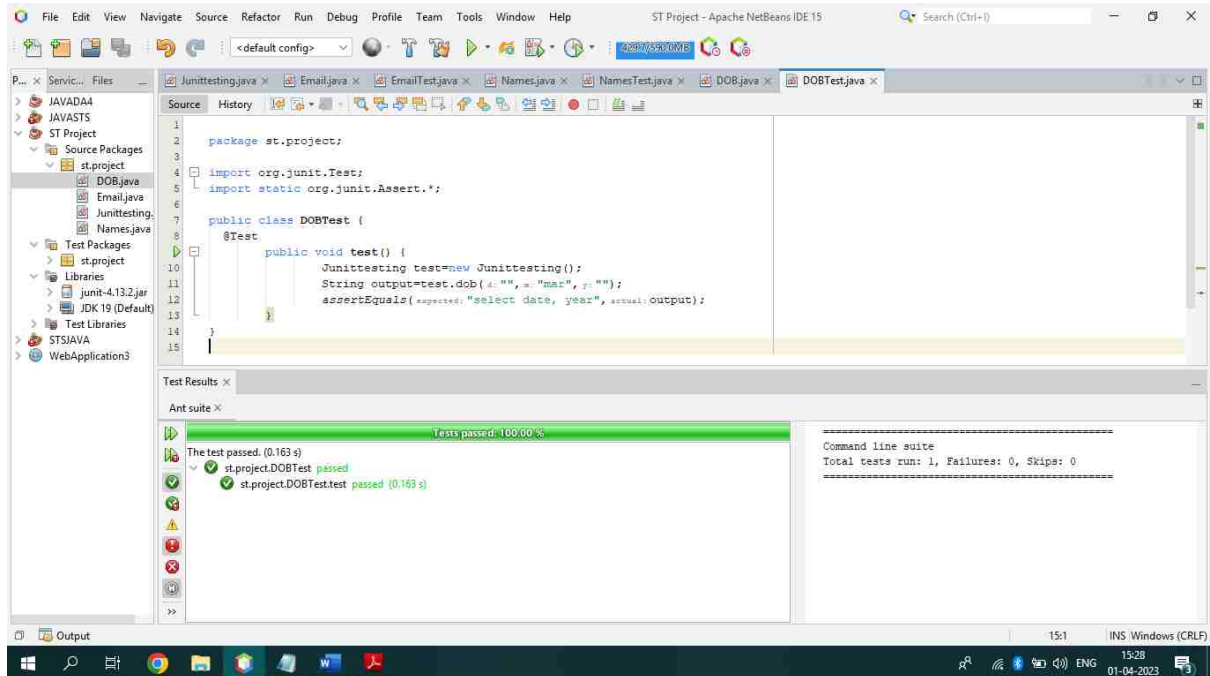 File Edit View Navigate Source Refactor Run Debug Profile Team Tools Window Help ST Project - Apache NetBeans IDE 15 Search (Ctrl+I)
<default config> 429.7/590.0MB
P... Servic... Files Junittesting.java Email.java EmailTest.java Names.java NamesTest.java DOB.java DOBTest.java
Source History
JAVADA4
JAVASTS
ST Project
Source Packages
st.project
DOB.java
Email.java
Junittesting.
Names.java
Test Packages
st.project
Libraries
junit-4.13.2.jar
JDK 19 (Default)
Test Libraries
STSJAVA
WebApplication3
1
2 package st.project;
3
4 import org.junit.Test;
5 import static org.junit.Assert.*;
6
7 public class DOBTest {
8 @Test
public void test() {
10 Junittesting test=new Junittesting();
11 String output=test.dob( d: "", m: "mar", y: "");
12 assertEquals( expected: "select date, year", actual: output);
13 }
14 }
15
Test Results
Ant suite
Tests passed: 100.00 %
The test passed. (0.163 s)
st.project.DOBTest passed
st.project.DOBTest.test passed (0.163 s)
===============================================
Command line suite
Total tests run: 1, Failures: 0, Skips: 0
===============================================
Output 15:1 INS Windows (CRLF)
ENG 15:28
01-04-2023 3